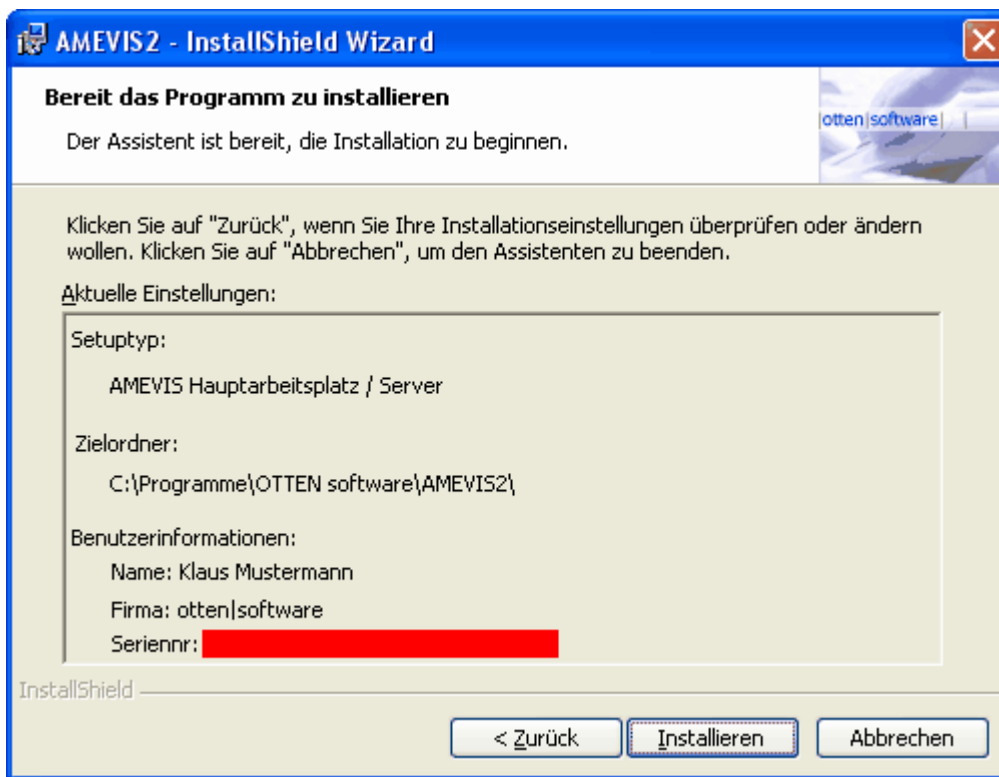 AMEVIS2 - InstallShield Wizard
Bereit das Programm zu installieren
Der Assistent ist bereit, die Installation zu beginnen.
|otten|software| |
Klicken Sie auf "Zurück", wenn Sie Ihre Installationseinstellungen überprüfen oder ändern
wollen. Klicken Sie auf "Abbrechen", um den Assistenten zu beenden.
Aktuelle Einstellungen:
Setuptyp:
AMEVIS Hauptarbeitsplatz / Server
Zielordner:
C:\Programme\OTTEN software\AMEVIS2\
Benutzerinformationen:
Name: Klaus Mustermann
Firma: otten|software
Seriennr:
InstallShield
< Zurück
Installieren
Abbrechen